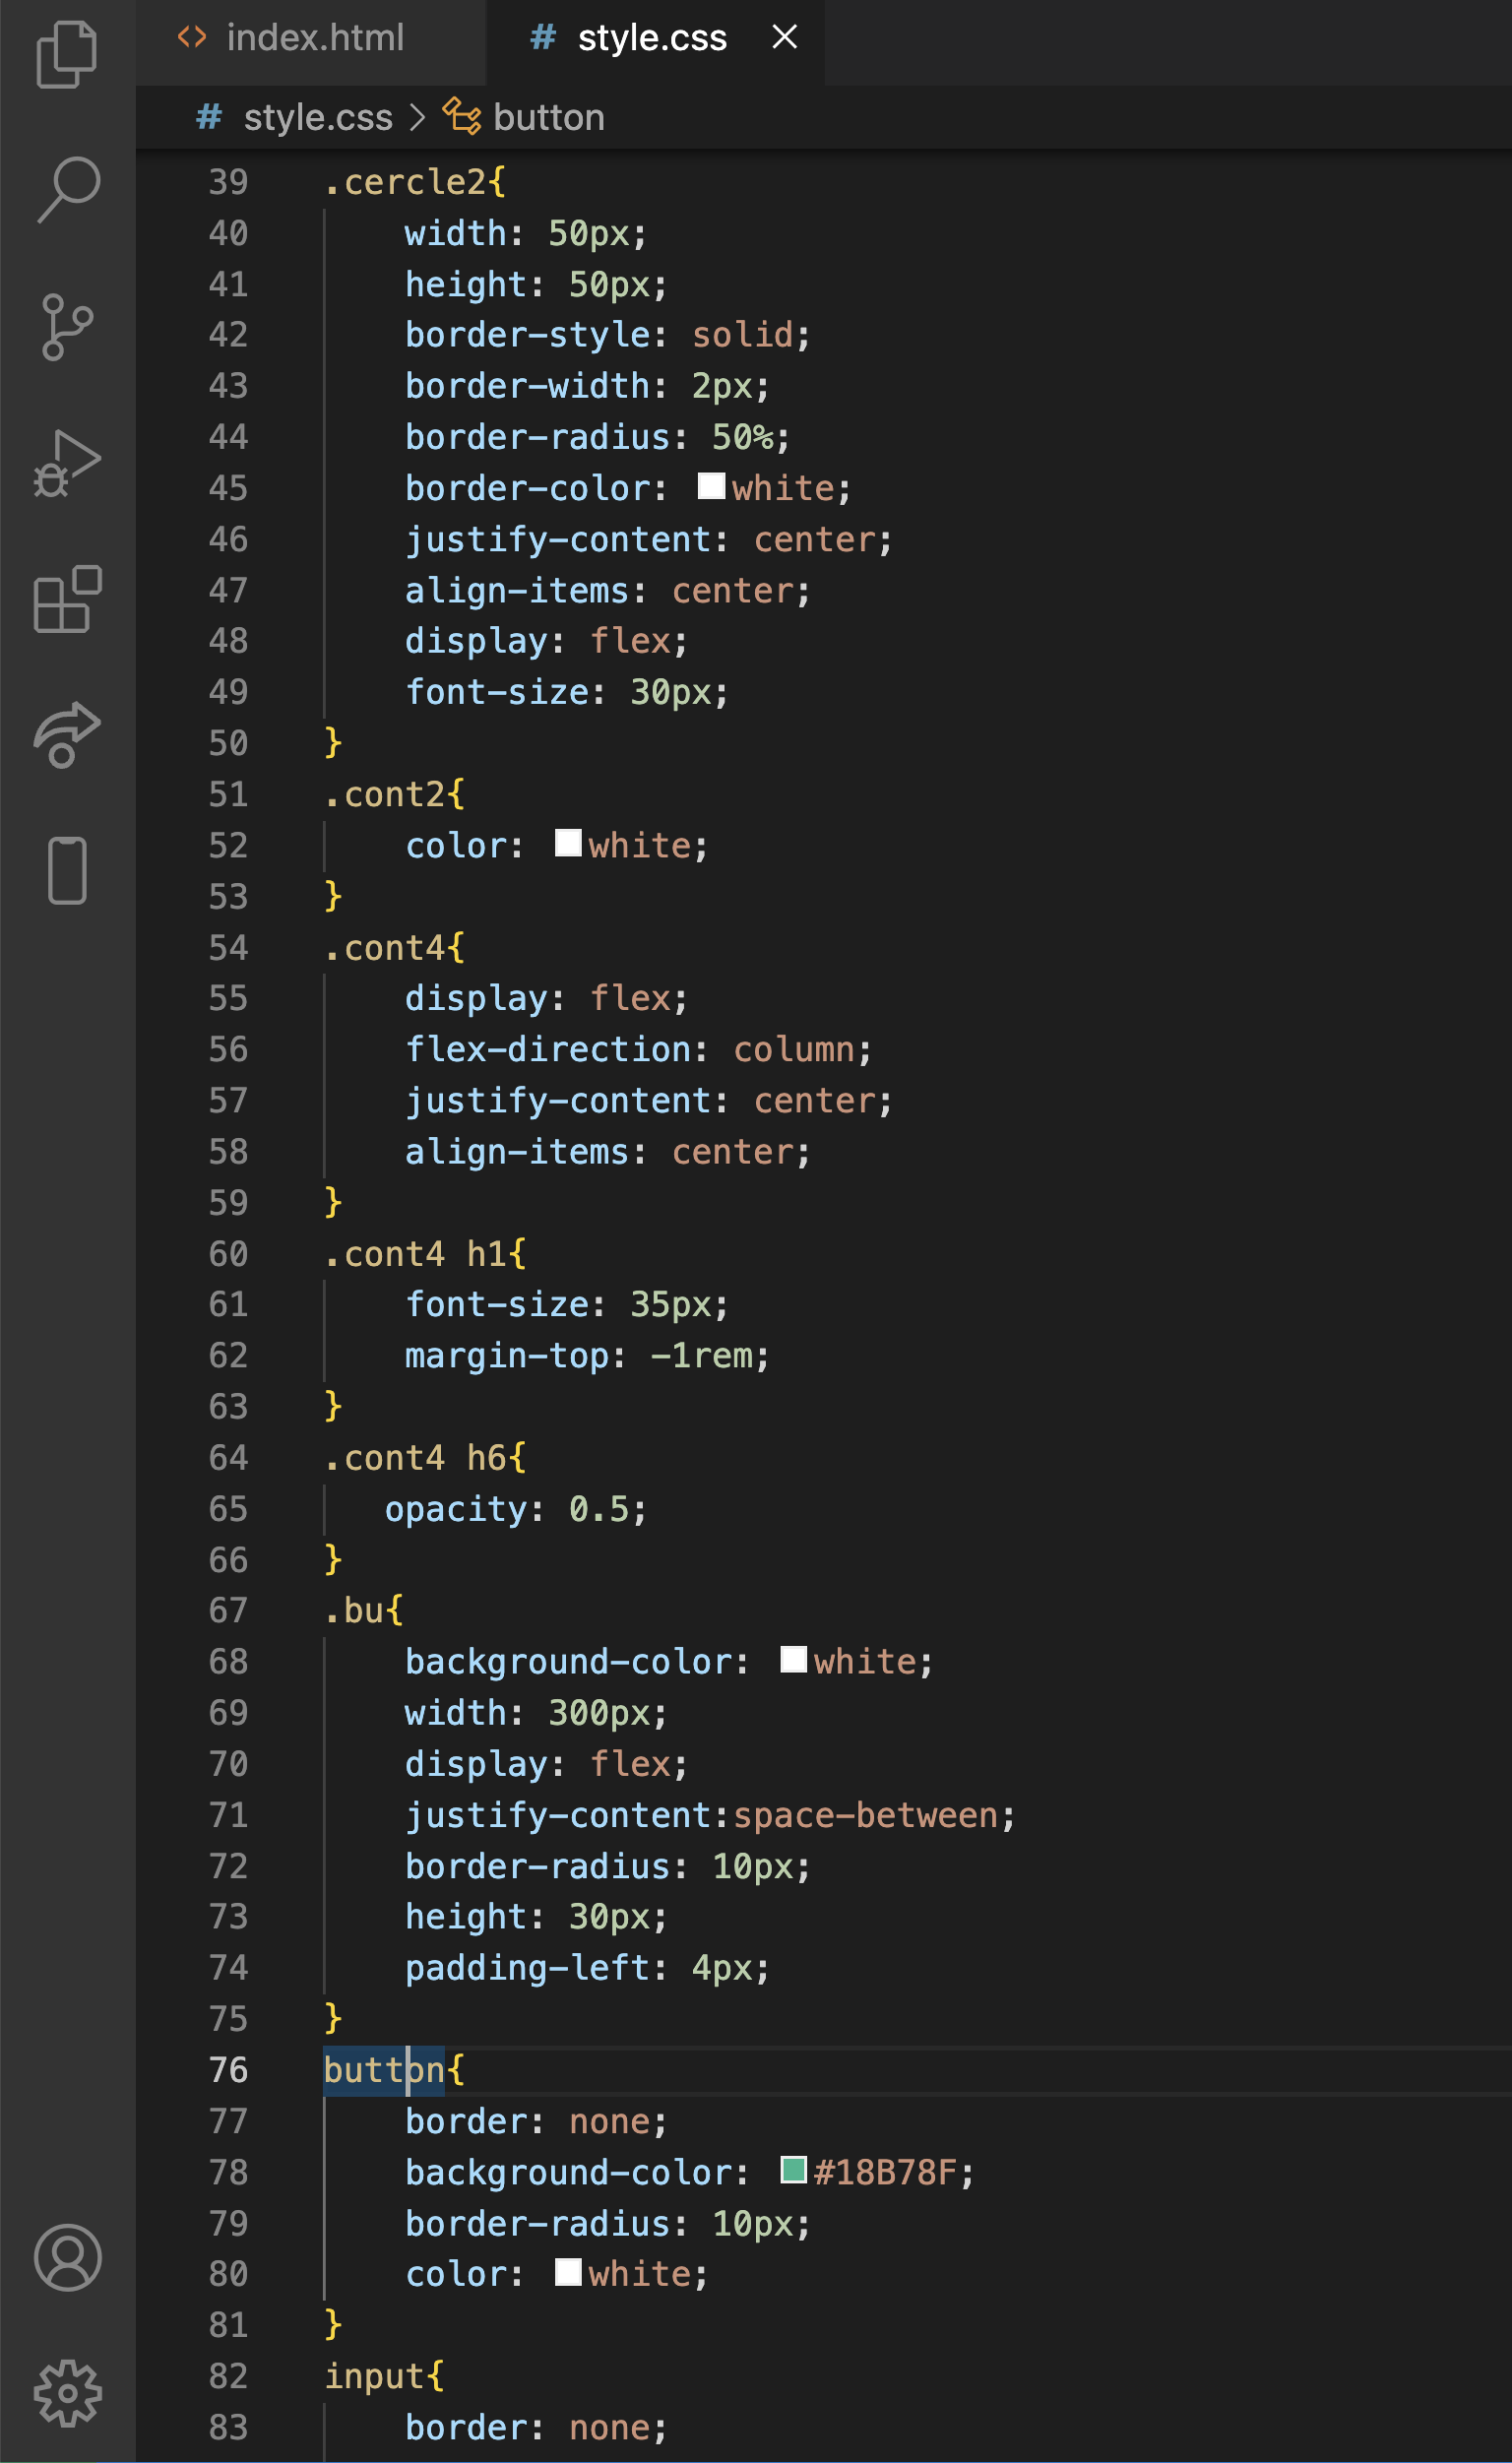 index.html # style.css
# style.css > button
39 .cercle2{
40 width: 50px;
41 height: 50px;
42 border-style: solid;
43 border-width: 2px;
44 border-radius: 50%;
45 border-color: white;
46 justify-content: center;
47 align-items: center;
48 display: flex;
49 font-size: 30px;
50 }
51 .cont2{
52 color: white;
53 }
54 .cont4{
55 display: flex;
56 flex-direction: column;
57 justify-content: center;
58 align-items: center;
59 }
60 .cont4 h1{
61 font-size: 35px;
62 margin-top: -1rem;
63 }
64 .cont4 h6{
65 opacity: 0.5;
66 }
67 .bu{
68 background-color: white;
69 width: 300px;
70 display: flex;
71 justify-content:space-between;
72 border-radius: 10px;
73 height: 30px;
74 padding-left: 4px;
75 }
76 button{
77 border: none;
78 background-color: #18B78F;
79 border-radius: 10px;
80 color: white;
81 }
82 input{
83 border: none;